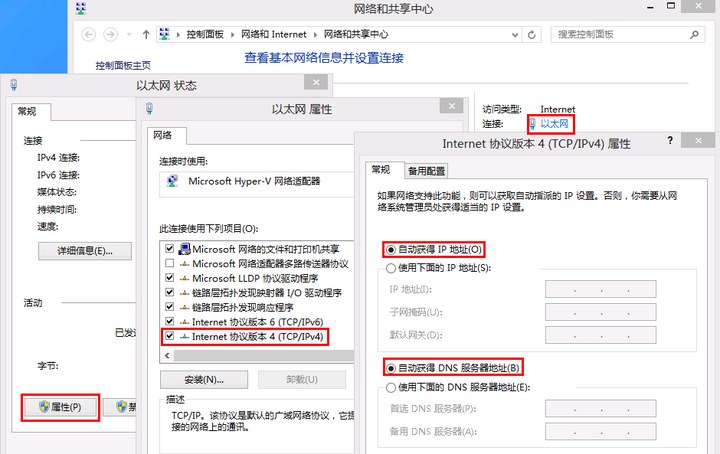 网络和共享中心
控制面板 ▸ 网络和 Internet ▸ 网络和共享中心
搜索控制面板
控制面板主页
查看基本网络信息并设置连接
访问类型: Internet
连接: 以太网
以太网 状态
常规
连接
IPv4 连接:
IPv6 连接:
媒体状态:
持续时间:
速度:
详细信息(E)...
活动
已发送
字节:
属性(P)
禁
以太网 属性
网络
连接时使用:
Microsoft Hyper-V 网络适配器
此连接使用下列项目(O):
Microsoft 网络的文件和打印机共享
Microsoft 网络适配器多路传送器协议
Microsoft LLDP 协议驱动程序
链路层拓扑发现映射器 I/O 驱动程序
链路层拓扑发现响应程序
Internet 协议版本 6 (TCP/IPv6)
Internet 协议版本 4 (TCP/IPv4)
安装(N)...
卸载(U)
描述
TCP/IP。该协议是默认的广域网络协议，它提
接的网络上的通讯。
Internet 协议版本 4 (TCP/IPv4) 属性
常规
备用配置
如果网络支持此功能，则可以获取自动指派的 IP 设置。否则，你需要从网
络系统管理员处获得适当的 IP 设置。
自动获得 IP 地址(O)
使用下面的 IP 地址(S):
IP 地址(I):
子网掩码(U):
默认网关(D):
自动获得 DNS 服务器地址(B)
使用下面的 DNS 服务器地址(E):
首选 DNS 服务器(P):
备用 DNS 服务器(A):